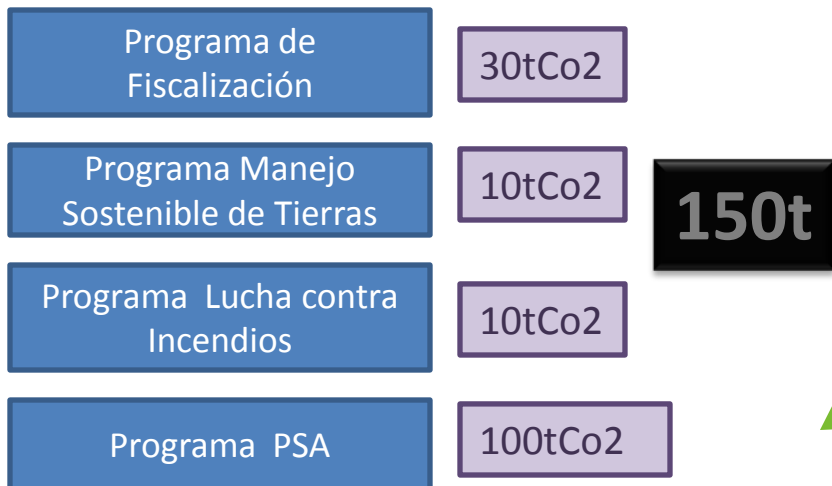 Programa de
Fiscalización
30tCo2
Programa Manejo
Sostenible de Tierras
10tCo2
150t
Programa Lucha contra
Incendios
10tCo2
Programa PSA
100tCo2